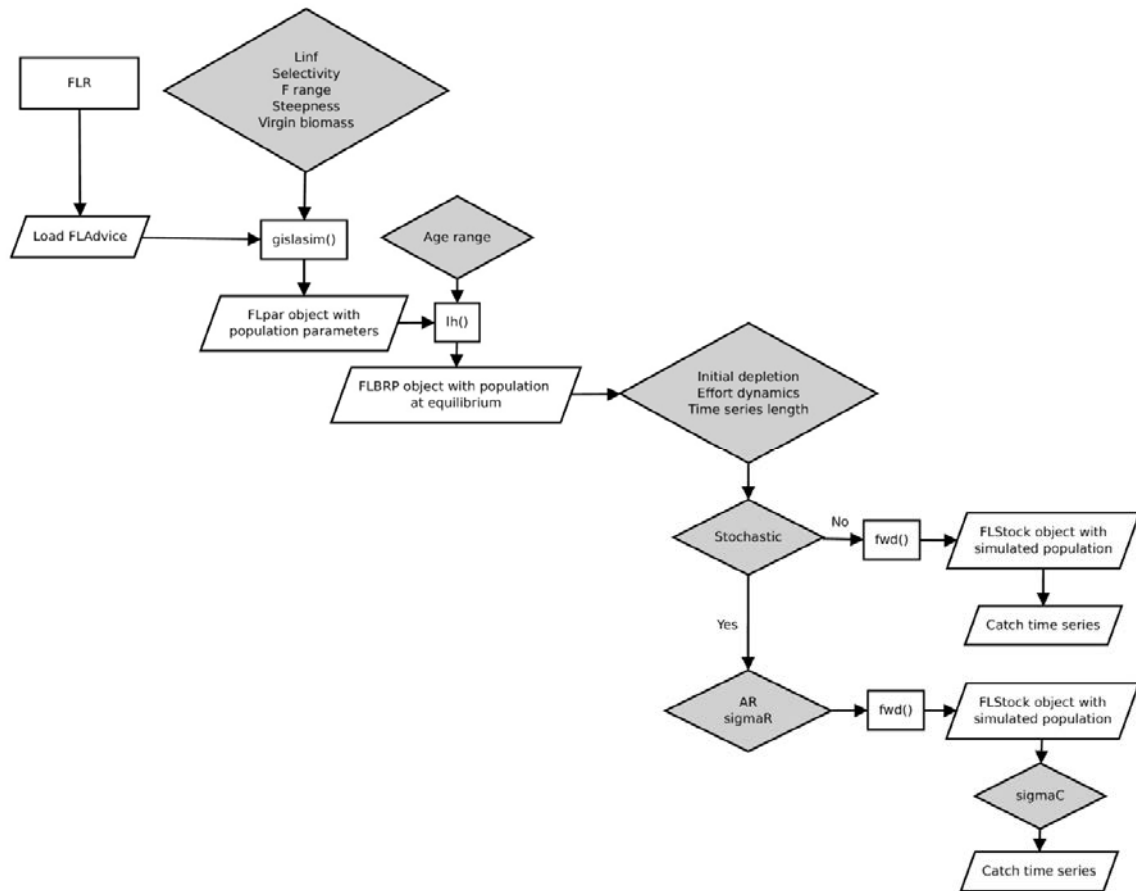 Linf
Selectivity
F range
Steepness
Virgin biomass
FLR
Load FLAdvice
gislasim()
Age range
FLpar object with
population parameters
lh()
FLBRP object with population
at equilibrium
Initial depletion
Effort dynamics
Time series length
Stochastic
No
fwd()
FLStock object with
simulated population
Catch time series
Yes
AR
sigmaR
fwd()
FLStock object with
simulated population
sigmaC
Catch time series